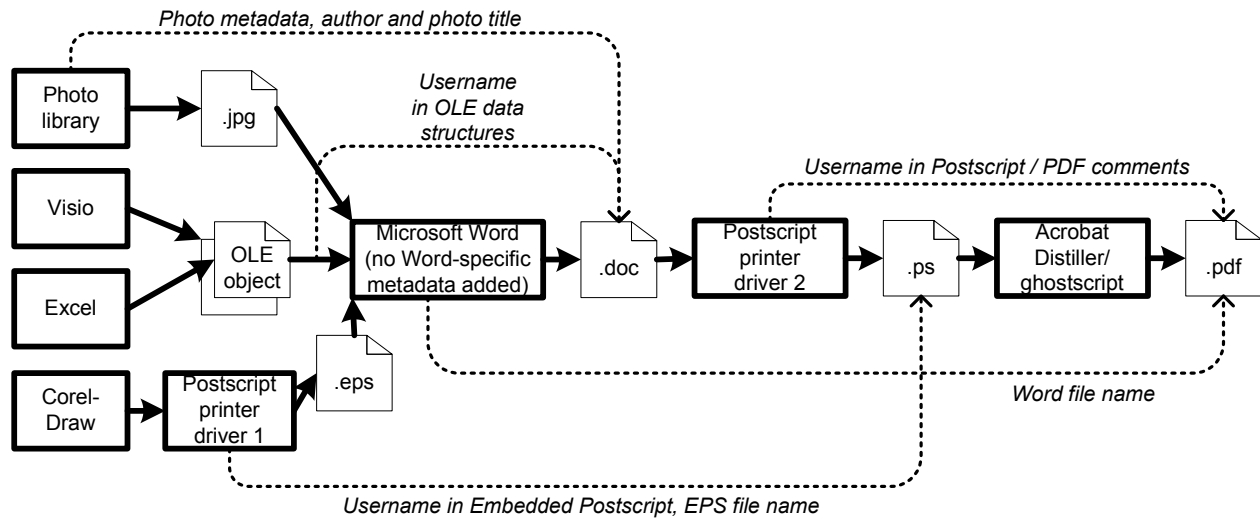 Photo metadata, author and photo title
Photo
library
.jpg
Username
in OLE data
structures
Username in Postscript / PDF comments
Visio
OLE
object
Microsoft Word
(no Word-specific
metadata added)
.doc
Postscript
printer
driver 2
.ps
Acrobat
Distiller/
ghostscript
.pdf
Excel
.eps
Corel-
Draw
Postscript
printer
driver 1
Word file name
Username in Embedded Postscript, EPS file name